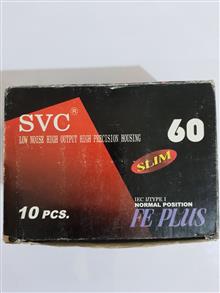 SVC®
LOW NOISE HIGH OUTPUT HIGH PRECISION HOUSING
60
SLIM
IEC I/TYPE I
NORMAL POSITION
10 PCS.
FE PLUS